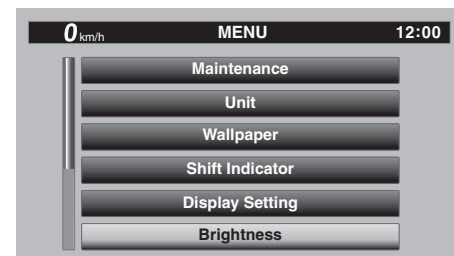 0 km/h MENU 12:00
Maintenance
Unit
Wallpaper
Shift Indicator
Display Setting
Brightness